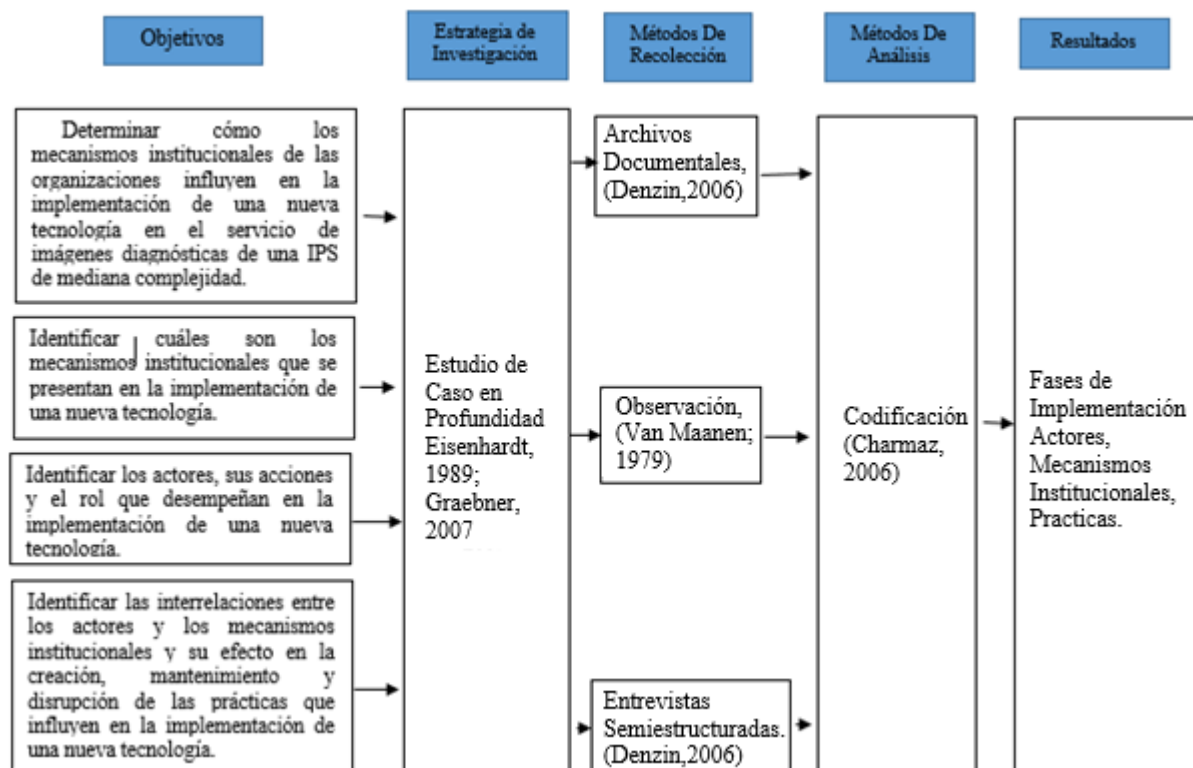 Objetivos
Estrategia de
Investigación
Métodos De
Recolección
Métodos De
Análisis
Resultados
Determinar cómo los
mecanismos institucionales de las
organizaciones influyen en la
implementación de una nueva
tecnología en el servicio de
imágenes diagnósticas de una IPS
de mediana complejidad.
Identificar cuáles son los
mecanismos institucionales que se
presentan en la implementación de
una nueva tecnología.
Identificar los actores, sus acciones
y el rol que desempeñan en la
implementación de una nueva
tecnología.
Identificar las interrelaciones entre
los actores y los mecanismos
institucionales y su efecto en la
creación, mantenimiento y
disrupción de las prácticas que
influyen en la implementación de
una nueva tecnología.
Estudio de
Caso en
Profundidad
Eisenhardt,
1989;
Graebner,
2007
Archivos
Documentales,
(Denzin,2006)
Observación,
(Van Maanen;
1979)
Entrevistas
Semiestructuradas.
(Denzin,2006)
Codificación
(Charmaz,
2006)
Fases de
Implementación
Actores,
Mecanismos
Institucionales,
Practicas.